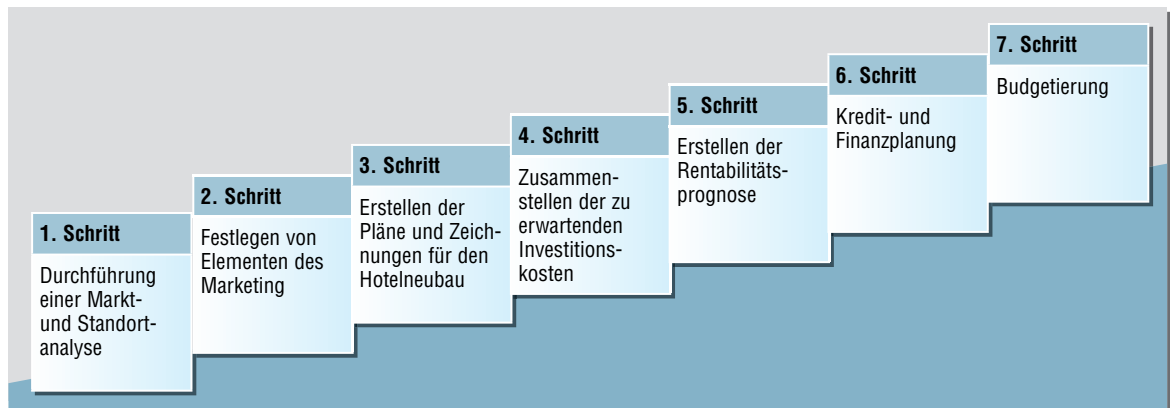 1. Schritt
Durchführung
einer Markt-
und Standort-
analyse
2. Schritt
Festlegen von
Elementen des
Marketing
3. Schritt
Erstellen der
Pläne und Zeich-
nungen für den
Hotelneubau
4. Schritt
Zusammen-
stellen der zu
erwartenden
Investitions-
kosten
5. Schritt
Erstellen der
Rentabilitäts-
prognose
6. Schritt
Kredit- und
Finanzplanung
7. Schritt
Budgetierung